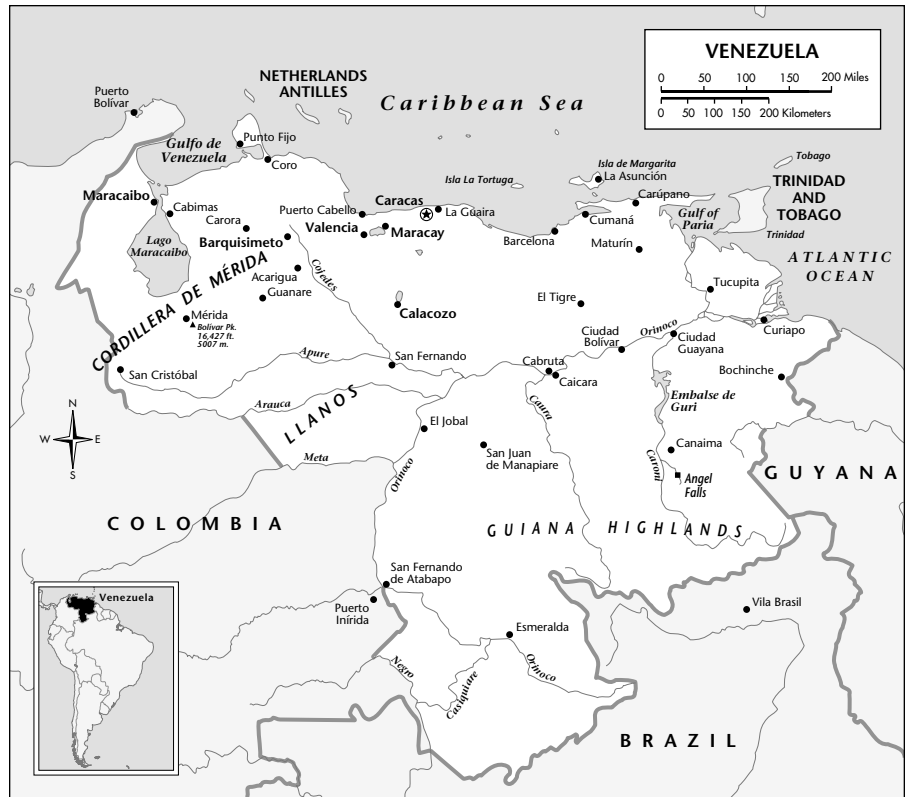 VENEZUELA
0 50 100 150 200 Miles
0 50 100 150 200 Kilometers
Puerto
Bolívar
NETHERLANDS
ANTILLES
Caribbean Sea
Gulfo de
Venezuela
Punto Fijo
Coro
Isla La Tortuga
Isla de Margarita
La Asunción
Tobago
TRINIDAD
AND
TOBAGO
Trinidad
Maracaibo
Cabimas
Carora
Puerto Cabello
Caracas
La Guaira
Carúpano
Cumaná
Gulf of
Paria
Barquisimeto
Valencia
Maracay
Barcelona
Maturín
ATLANTIC
OCEAN
Lago
Maracaibo
Acarigua
Cojedes
Guanare
CORDILLERA DE MÉRIDA
Calacozo
El Tigre
Tucupita
Mérida
Bolívar Pk.
16,427 ft.
5007 m.
Ciudad
Bolívar
Orinoco
Ciudad
Guayana
Curiapo
San Cristóbal
Apure
San Fernando
Cabruta
Caicara
Bochinche
Arauca
LLANOS
Caura
Embalse de
Guri
N
W E
S
El Jobal
Meta
Orinoco
San Juan
de Manapiare
Canaima
Caroni
Angel
Falls
GUYANA
COLOMBIA
GUIANA HIGHLANDS
San Fernando
de Atabapo
Puerto
Inírida
Vila Brasil
Esmeralda
Negro
Casiquiare
Orinoco
BRAZIL
Venezuela